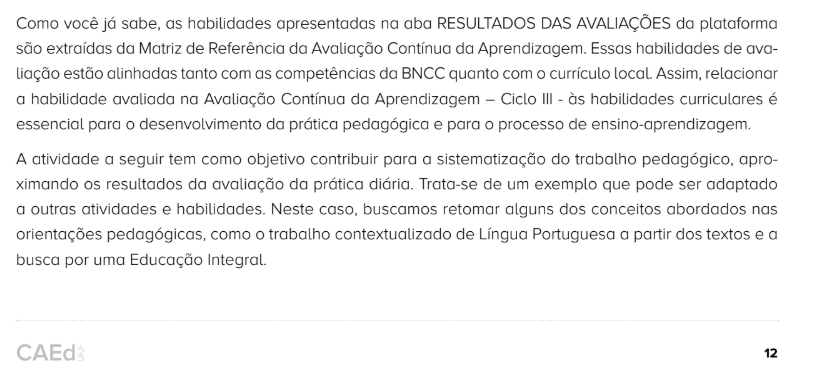 Como você já sabe, as habilidades apresentadas na aba RESULTADOS DAS AVALIAÇÕES da plataforma
são extraídas da Matriz de Referência da Avaliação Contínua da Aprendizagem. Essas habilidades de ava-
liação estão alinhadas tanto com as competências da BNCC quanto com o currículo local. Assim, relacionar
a habilidade avaliada na Avaliação Contínua da Aprendizagem – Ciclo III - às habilidades curriculares é
essencial para o desenvolvimento da prática pedagógica e para o processo de ensino-aprendizagem.
A atividade a seguir tem como objetivo contribuir para a sistematização do trabalho pedagógico, apro-
ximando os resultados da avaliação da prática diária. Trata-se de um exemplo que pode ser adaptado
a outras atividades e habilidades. Neste caso, buscamos retomar alguns dos conceitos abordados nas
orientações pedagógicas, como o trabalho contextualizado de Língua Portuguesa a partir dos textos e a
busca por uma Educação Integral.
CAEd UFJF
12